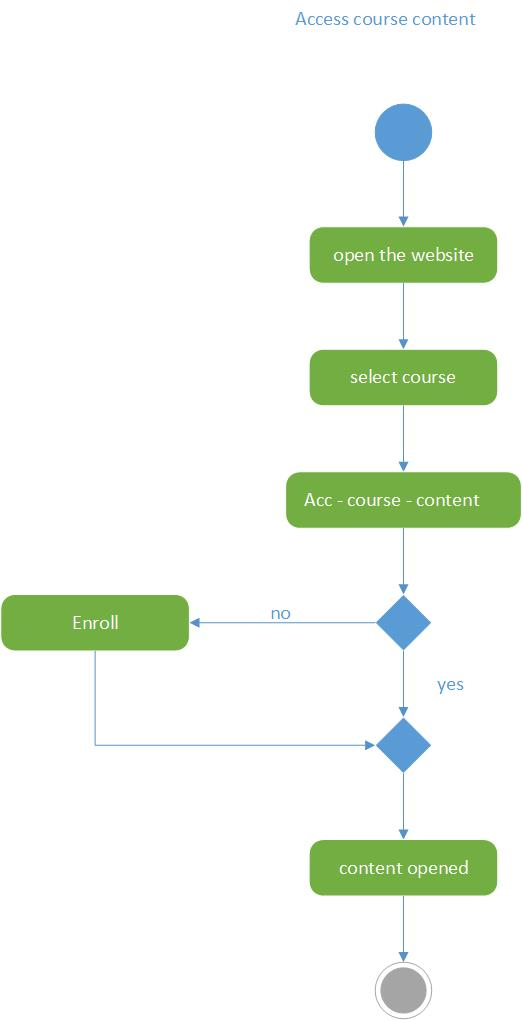 Access course content
open the website
select course
Acc - course - content
no
Enroll
yes
content opened